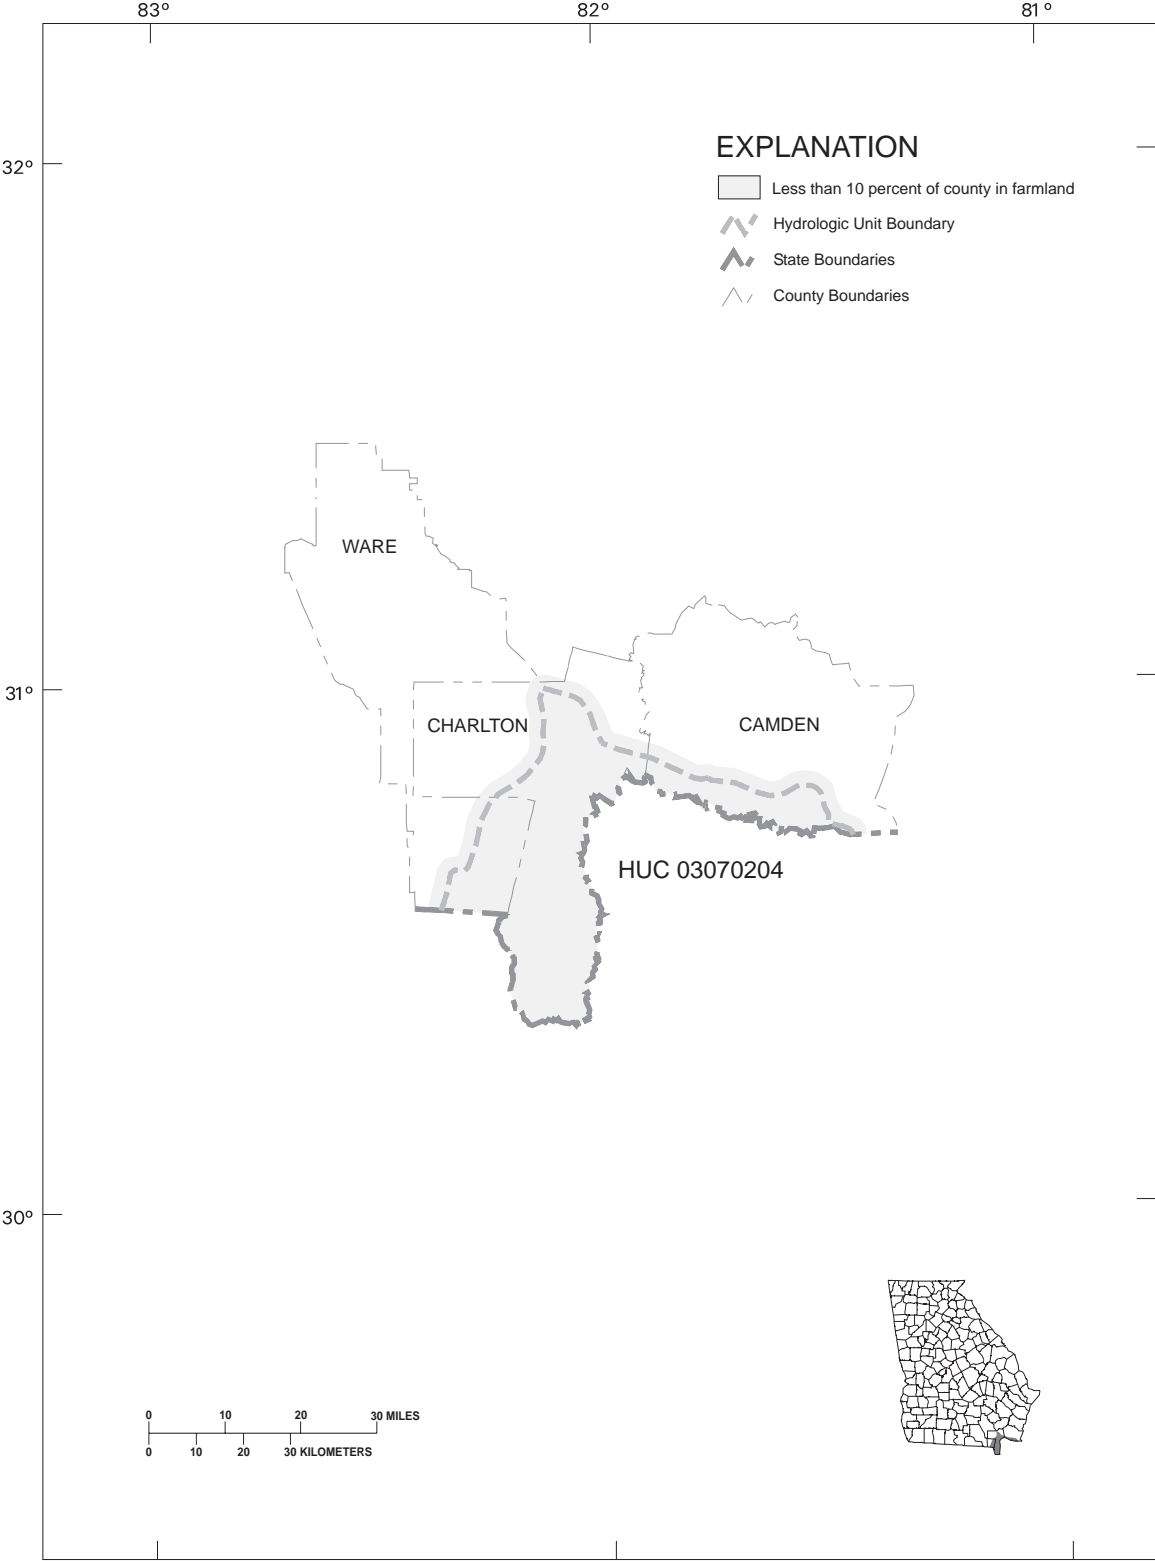 83º 82º 81º
32º
EXPLANATION
Less than 10 percent of county in farmland
Hydrologic Unit Boundary
State Boundaries
County Boundaries
WARE
31º
CHARLTON
CAMDEN
HUC 03070204
30º
0 10 20 30 MILES
0 10 20 30 KILOMETERS